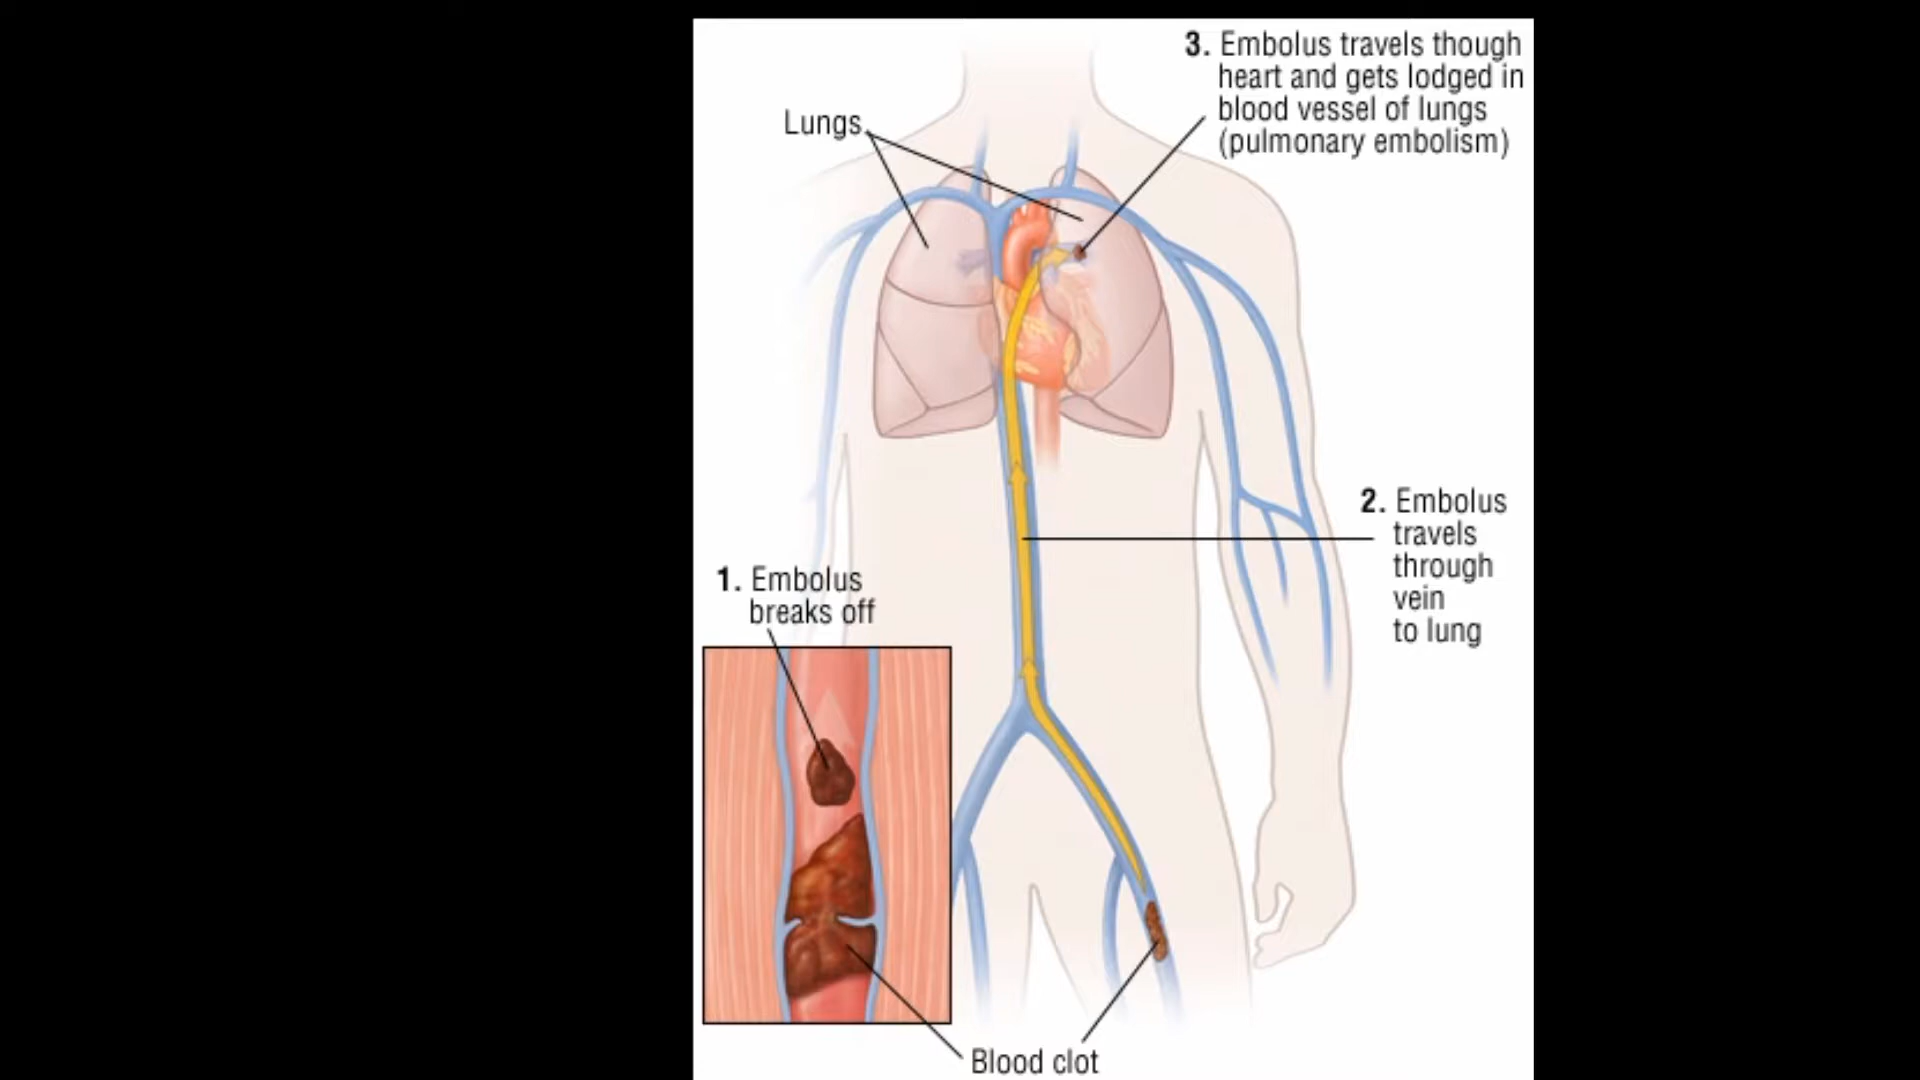 3. Embolus travels though
heart and gets lodged in
blood vessel of lungs
(pulmonary embolism)
Lungs
2. Embolus
travels
through
vein
to lung
1. Embolus
breaks off
Blood clot